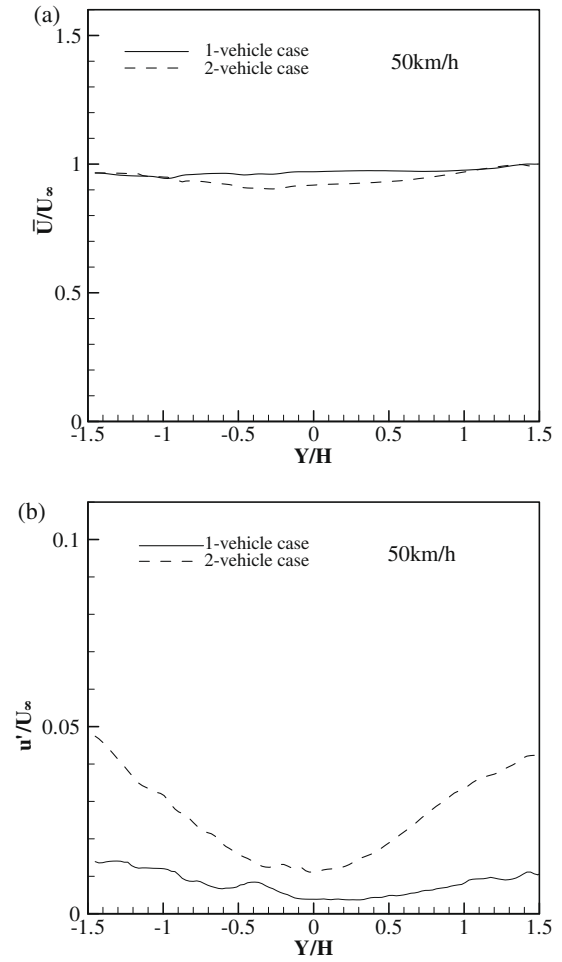 (a)
1.5
1-vehicle case
2-vehicle case
50km/h
1
U̅/U∞
0.5
0
-1.5 -1 -0.5 0 0.5 1 1.5
Y/H
(b)
0.1
1-vehicle case
2-vehicle case
50km/h
u'/U∞
0.05
0
-1.5 -1 -0.5 0 0.5 1 1.5
Y/H